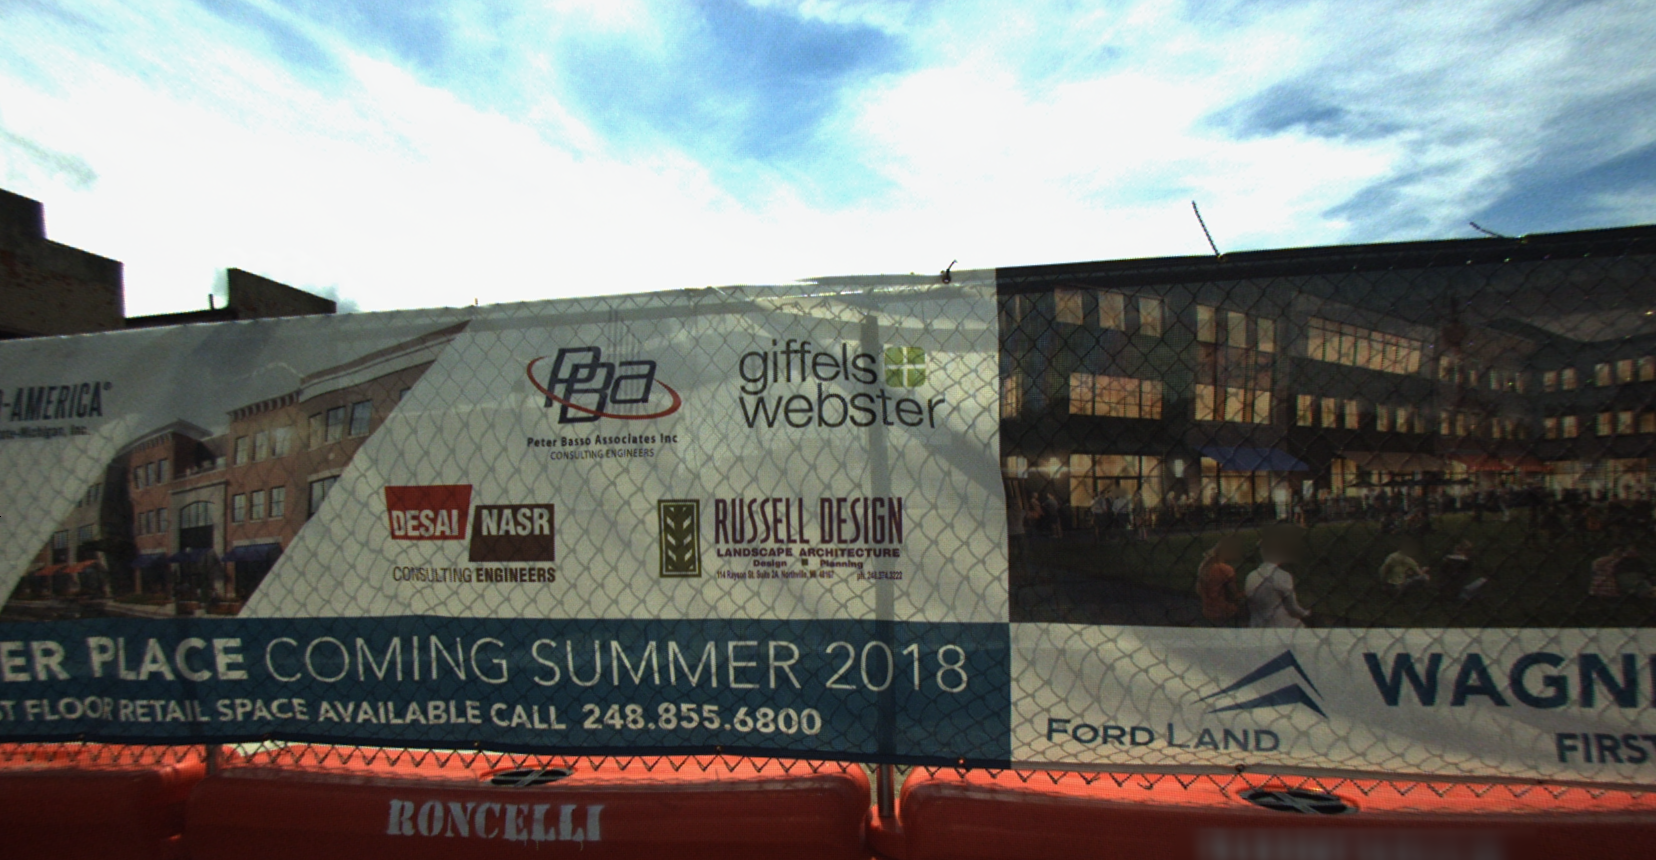 -AMERICA®
PBa
Peter Basso Associates Inc
CONSULTING ENGINEERS
giffels
webster
DESAI NASR
CONSULTING ENGINEERS
RUSSELL DESIGN
LANDSCAPE ARCHITECTURE
Design Planning
ER PLACE COMING SUMMER 2018
ST FLOOR RETAIL SPACE AVAILABLE CALL 248.855.6800
FORD LAND
WAGN
FIRST
RONCELLI